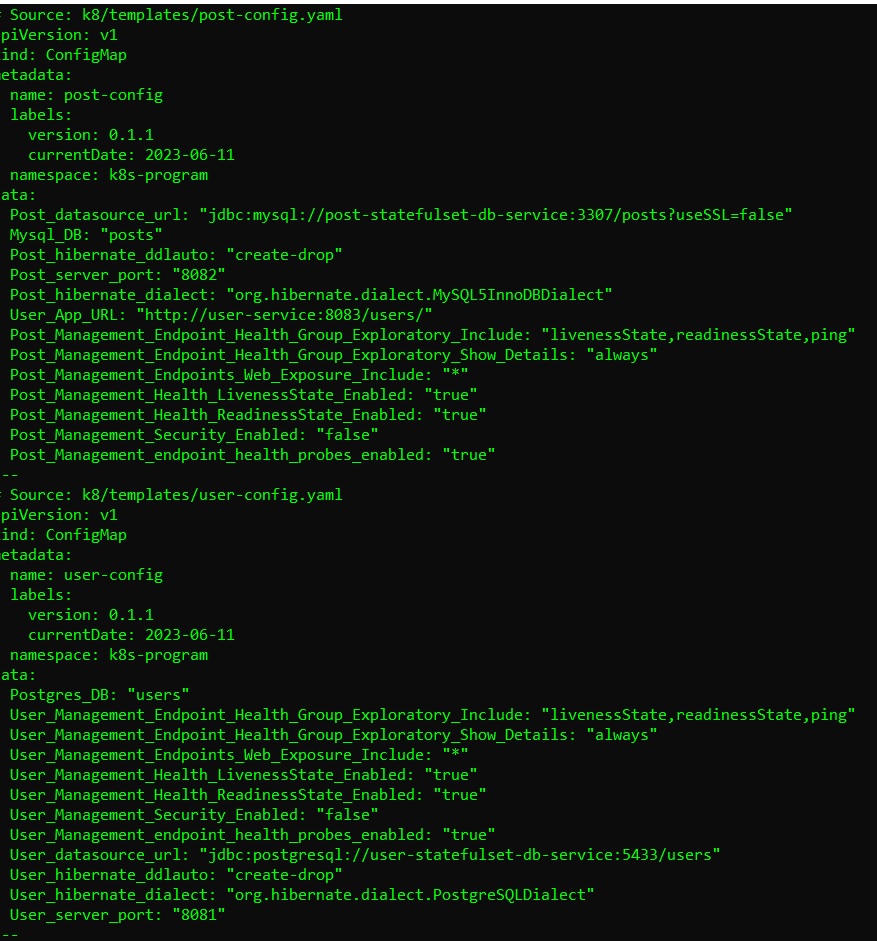 # Source: k8/templates/post-config.yaml
piVersion: v1
ind: ConfigMap
etadata:
  name: post-config
  labels:
    version: 0.1.1
    currentDate: 2023-06-11
  namespace: k8s-program
ata:
  Post_datasource_url: "jdbc:mysql://post-statefulset-db-service:3307/posts?useSSL=false"
  Mysql_DB: "posts"
  Post_hibernate_ddlauto: "create-drop"
  Post_server_port: "8082"
  Post_hibernate_dialect: "org.hibernate.dialect.MySQL5InnoDBDialect"
  User_App_URL: "http://user-service:8083/users/"
  Post_Management_Endpoint_Health_Group_Exploratory_Include: "livenessState,readinessState,ping"
  Post_Management_Endpoint_Health_Group_Exploratory_Show_Details: "always"
  Post_Management_Endpoints_Web_Exposure_Include: "*"
  Post_Management_Health_LivenessState_Enabled: "true"
  Post_Management_Health_ReadinessState_Enabled: "true"
  Post_Management_Security_Enabled: "false"
  Post_Management_endpoint_health_probes_enabled: "true"
--
# Source: k8/templates/user-config.yaml
piVersion: v1
ind: ConfigMap
etadata:
  name: user-config
  labels:
    version: 0.1.1
    currentDate: 2023-06-11
  namespace: k8s-program
ata:
  Postgres_DB: "users"
  User_Management_Endpoint_Health_Group_Exploratory_Include: "livenessState,readinessState,ping"
  User_Management_Endpoint_Health_Group_Exploratory_Show_Details: "always"
  User_Management_Endpoints_Web_Exposure_Include: "*"
  User_Management_Health_LivenessState_Enabled: "true"
  User_Management_Health_ReadinessState_Enabled: "true"
  User_Management_Security_Enabled: "false"
  User_Management_endpoint_health_probes_enabled: "true"
  User_datasource_url: "jdbc:postgresql://user-statefulset-db-service:5433/users"
  User_hibernate_ddlauto: "create-drop"
  User_hibernate_dialect: "org.hibernate.dialect.PostgreSQLDialect"
  User_server_port: "8081"
--